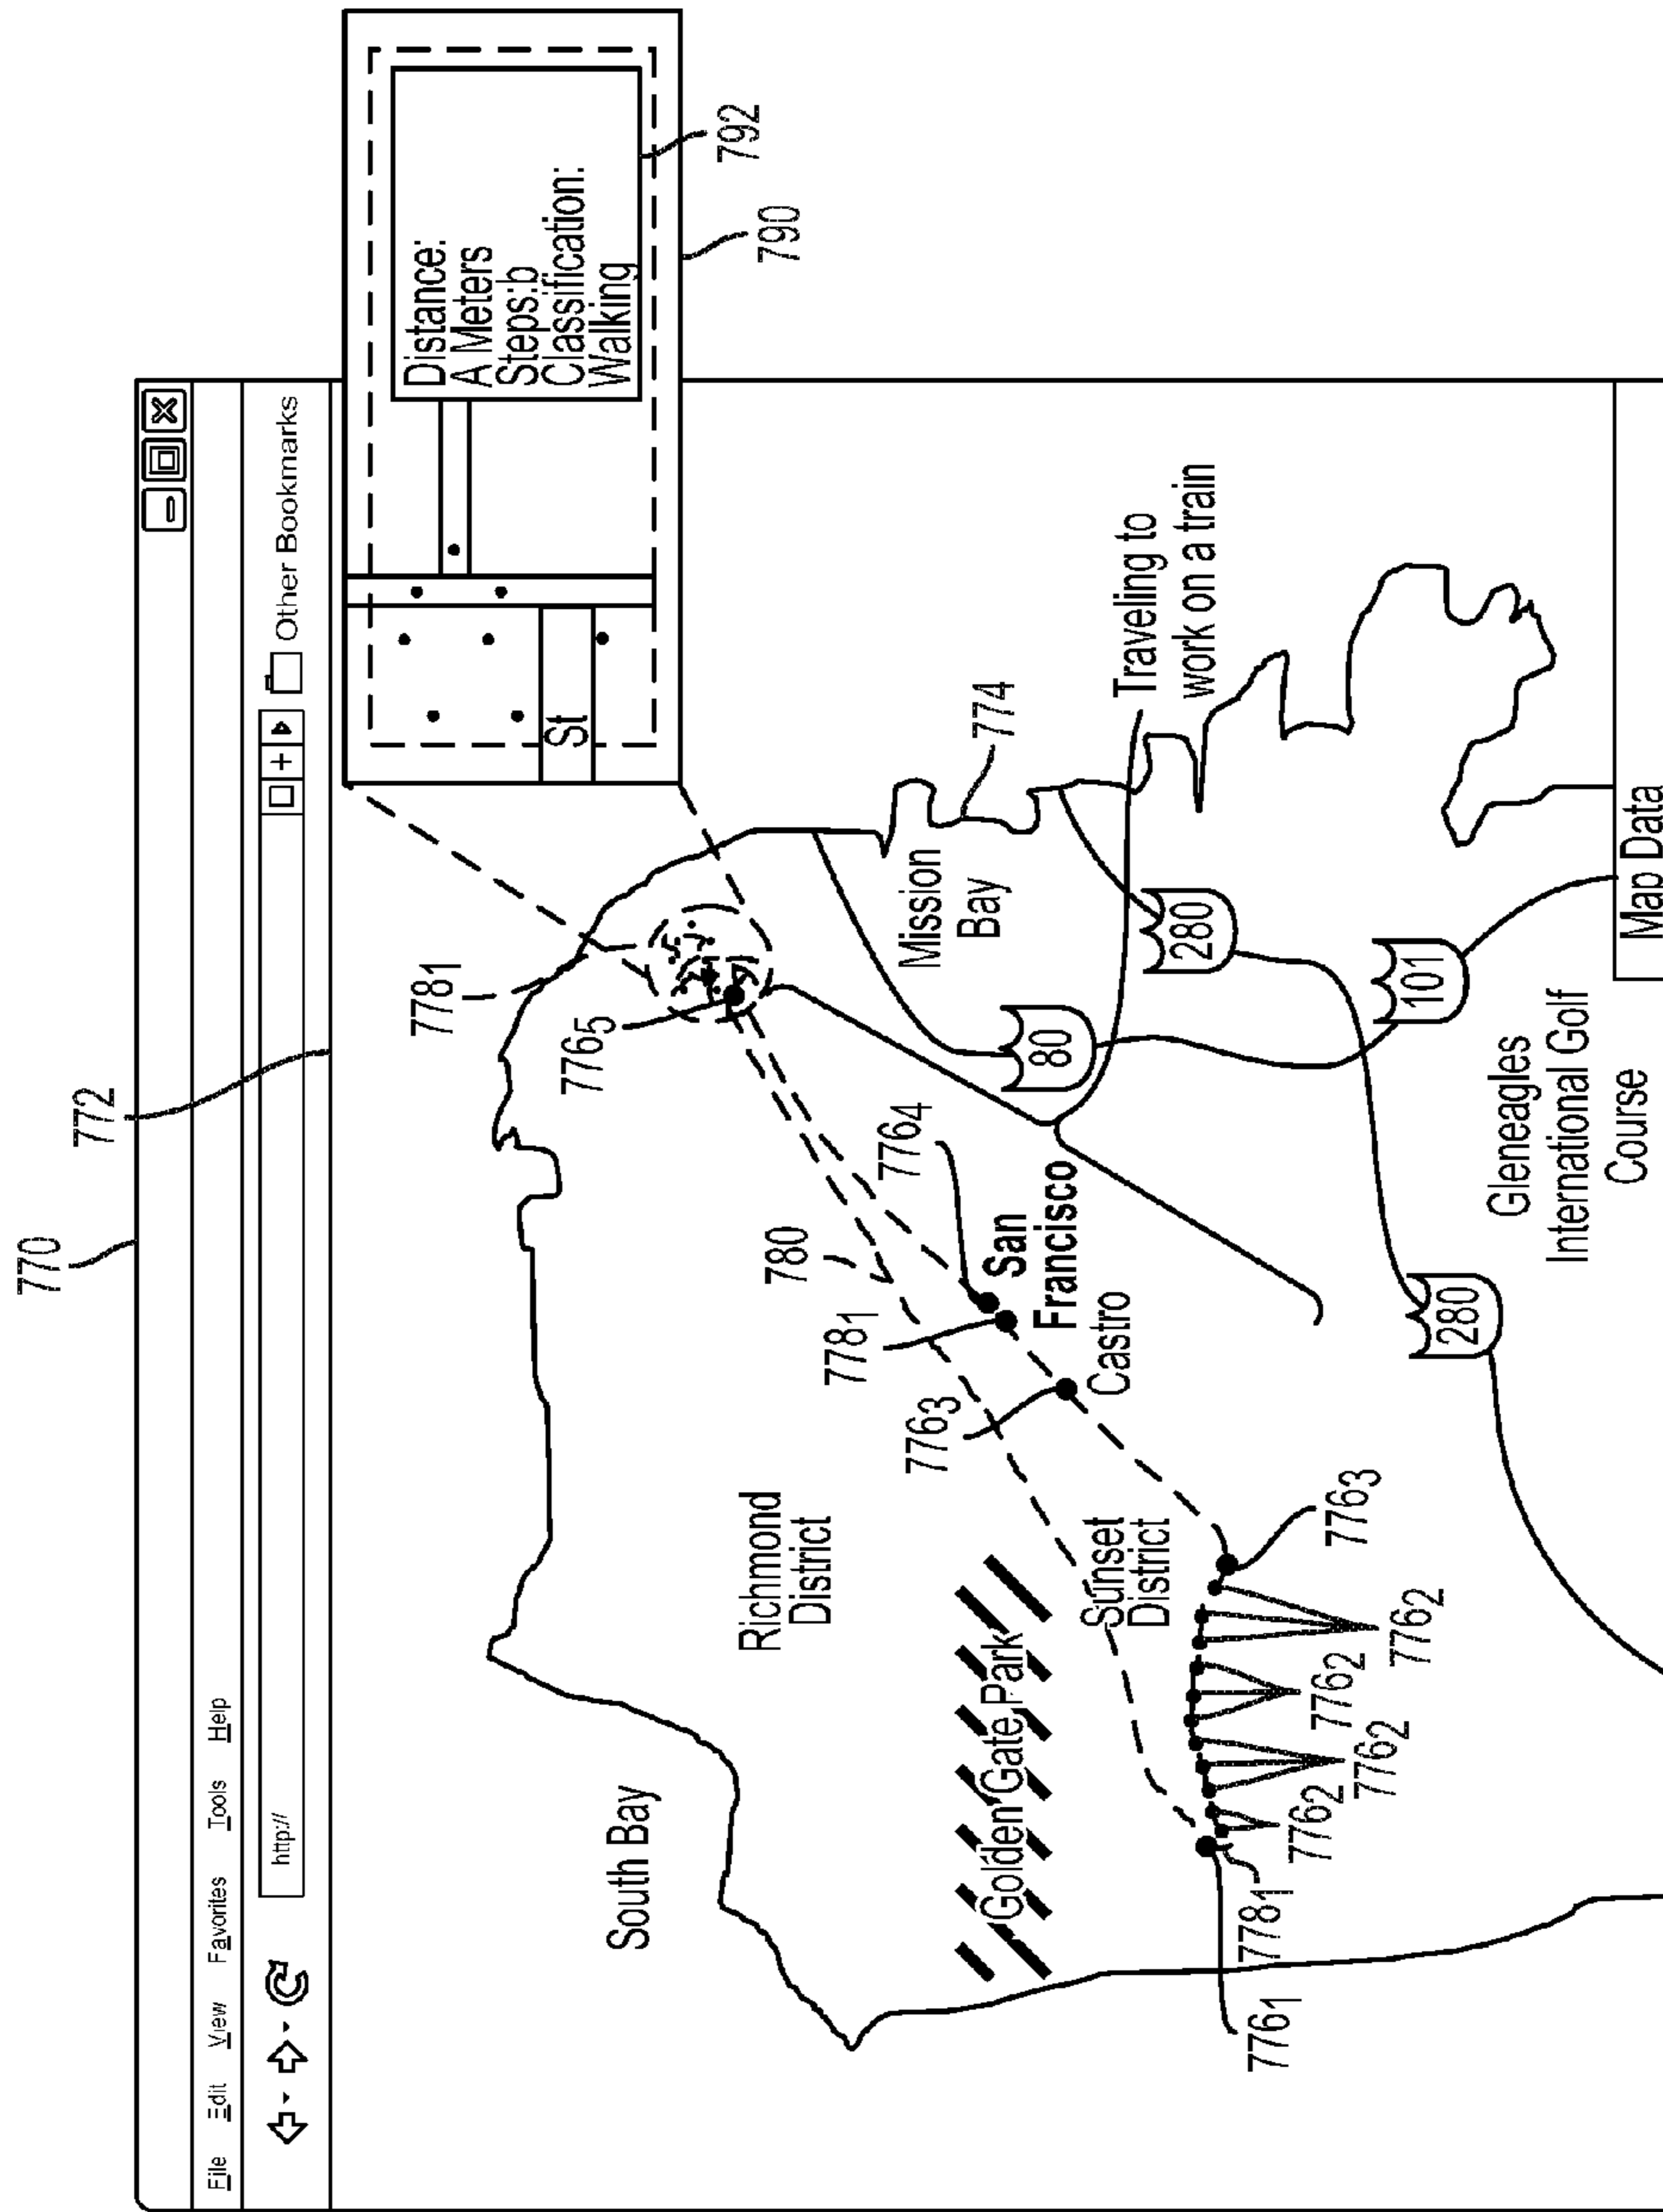 770
772
File Edit View Favorites Tools Help
http://
+
Other Bookmarks
Distance:
A Meters
Steps:b
Classification:
Walking
St
792
790
South Bay
Richmond
District
Golden Gate Park
Sunset
District
778₁
776₅
780
776₄
778₁
776₃
San
Francisco
Castro
Mission
Bay
774
Traveling to
work on a train
80
280
101
280
776₁
778₁
776₂
776₂
776₂
776₂
776₃
Gleneagles
International Golf
Course
Map Data